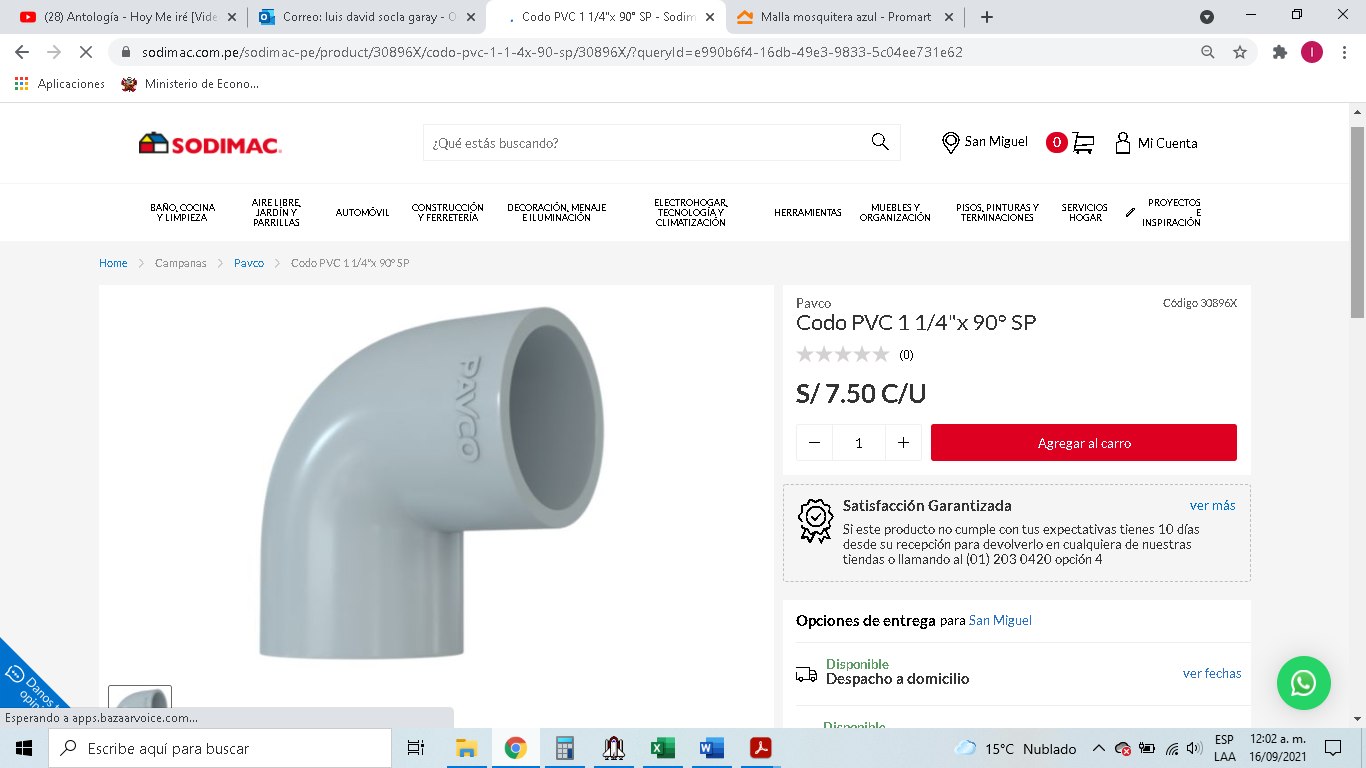 (28) Antología - Hoy Me iré [Vide
Correo: luis david socla garay - O
Codo PVC 1 1/4"x 90° SP - Sodim
Malla mosquitera azul - Promart
sodimac.com.pe/sodimac-pe/product/30896X/codo-pvc-1-1-4x-90-sp/30896X/?queryId=e990b6f4-16db-49e3-9833-5c04ee731e62
I
Aplicaciones
Ministerio de Econo...
SODIMAC
¿Qué estás buscando?
San Miguel
0
Mi Cuenta
BAÑO, COCINA
Y LIMPIEZA
AIRE LIBRE,
JARDÍN Y
PARRILLAS
AUTOMÓVIL
CONSTRUCCIÓN
Y FERRETERÍA
DECORACIÓN, MENAJE
E ILUMINACIÓN
ELECTROHOGAR,
TECNOLOGÍA Y
CLIMATIZACIÓN
HERRAMIENTAS
MUEBLES Y
ORGANIZACIÓN
PISOS, PINTURAS Y
TERMINACIONES
SERVICIOS
HOGAR
PROYECTOS
E
INSPIRACIÓN
Home > Campanas > Pavco > Codo PVC 1 1/4"x 90° SP
PAVCO
Pavco
Código 30896X
Codo PVC 1 1/4"x 90° SP
(0)
S/ 7.50 C/U
1
Agregar al carro
Satisfacción Garantizada
ver más
Si este producto no cumple con tus expectativas tienes 10 días
desde su recepción para devolverlo en cualquiera de nuestras
tiendas o llamando al (01) 203 0420 opción 4
Opciones de entrega para San Miguel
Disponible
Despacho a domicilio
ver fechas
Disponible
Danos t
opin
Esperando a apps.bazaarvoice.com...
Escribe aquí para buscar
15°C Nublado
ESP
LAA
12:02 a. m.
16/09/2021